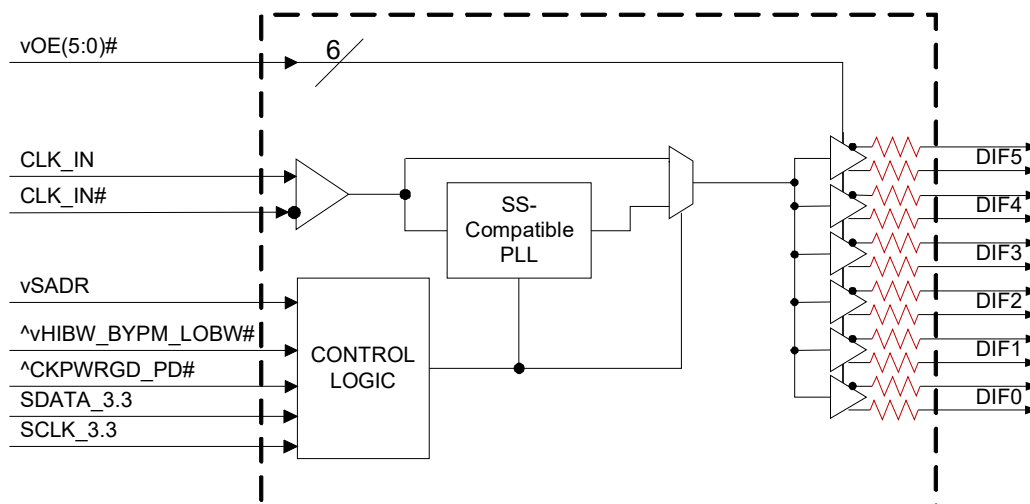 vOE(5:0)#
6
CLK_IN
CLK_IN#
SS-
Compatible
PLL
DIF5
DIF4
DIF3
DIF2
DIF1
DIF0
vSADR
^vHIBW_BYPM_LOBW#
^CKPWRGD_PD#
SDATA_3.3
SCLK_3.3
CONTROL
LOGIC